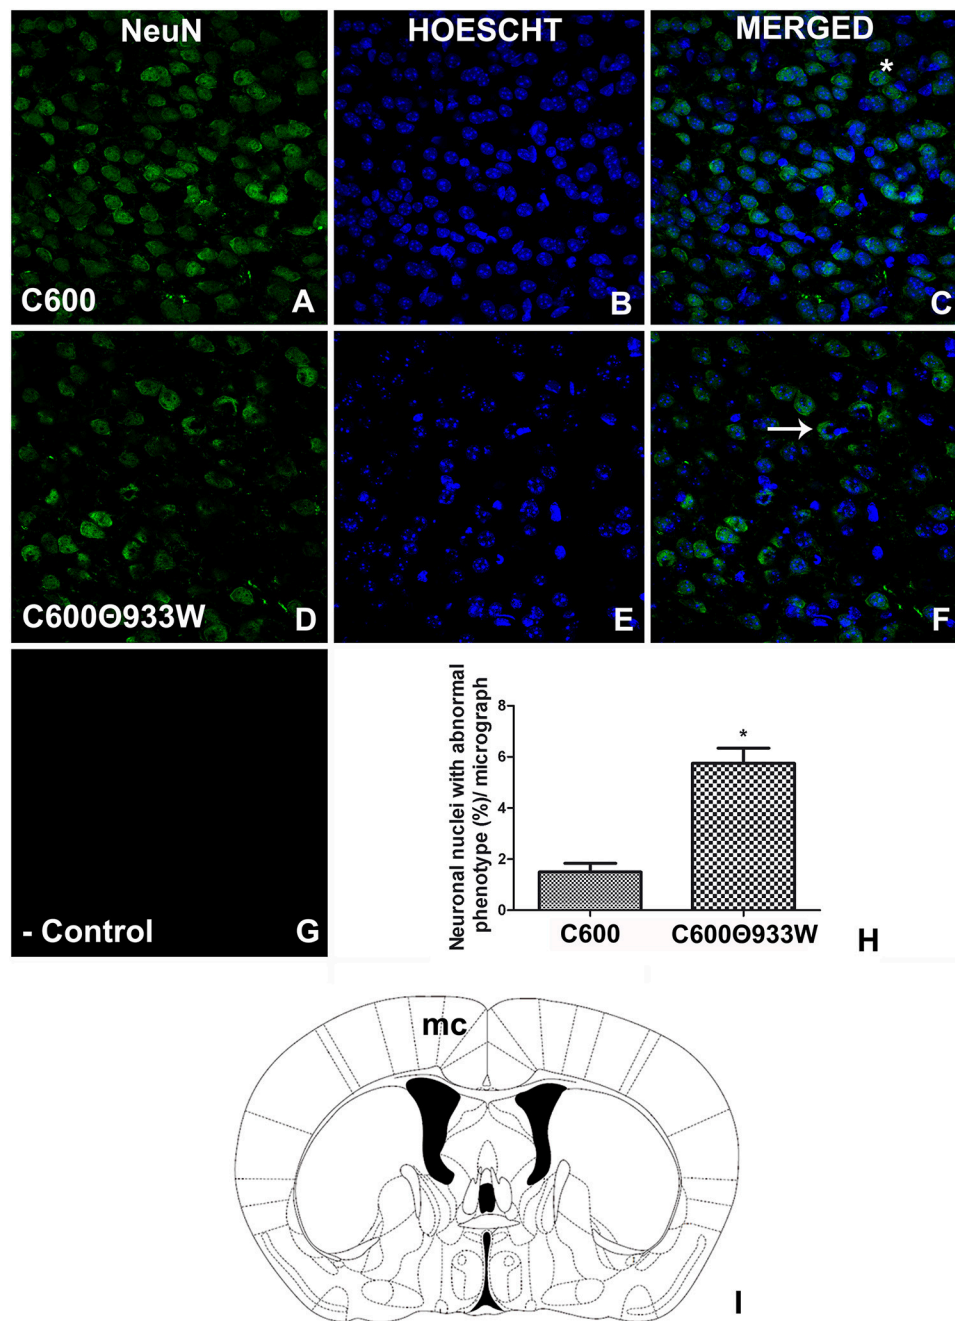 NeuN
HOESCHT
MERGED
*
C600
A
B
C
C600Θ933W
D
E
F
- Control
G
Neuronal nuclei with abnormal
phenotype (%)/ micrograph
8
6
4
2
0
*
C600
C600Θ933W
H
mc
I